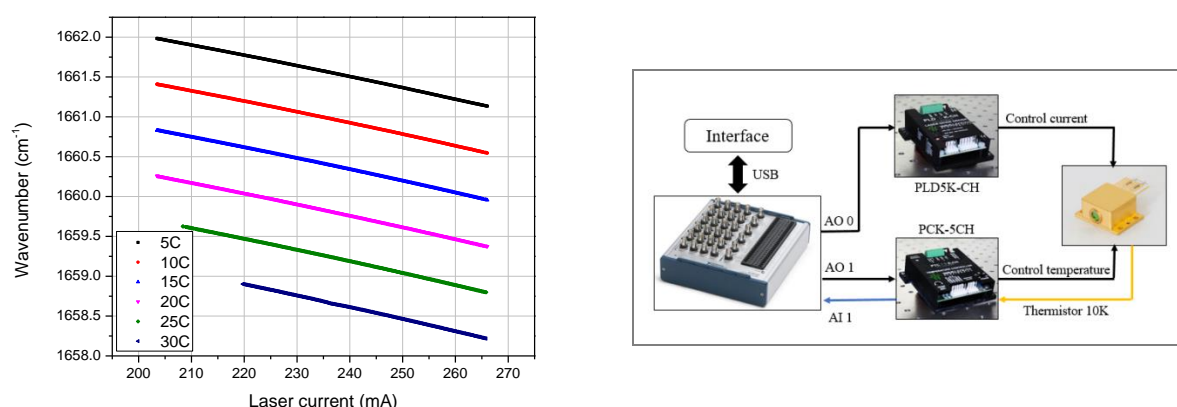 1662.0
1661.5
1661.0
1660.5
1660.0
1659.5
1659.0
1658.5
1658.0
Wavenumber (cm⁻¹)
5C
10C
15C
20C
25C
30C
200 210 220 230 240 250 260 270
Laser current (mA)
Interface
USB
AO 0
AO 1
AI 1
PLD5K-CH
PCK-5CH
Control current
Control temperature
Thermistor 10K